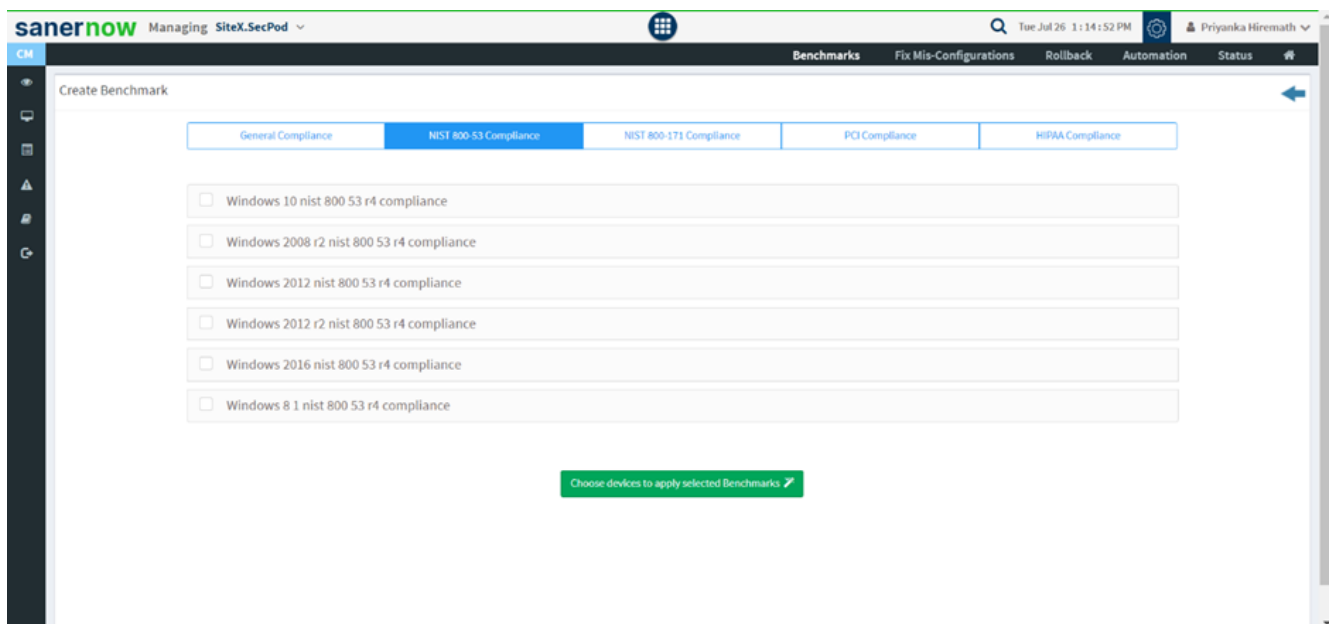 sanernow Managing SiteX.SecPod Tue Jul 26 1:14:52 PM Priyanka Hiremath
CM Benchmarks Fix Mis-Configurations Rollback Automation Status
Create Benchmark
General Compliance NIST 800-53 Compliance NIST 800-171 Compliance PCI Compliance HIPAA Compliance
Windows 10 nist 800 53 r4 compliance
Windows 2008 r2 nist 800 53 r4 compliance
Windows 2012 nist 800 53 r4 compliance
Windows 2012 r2 nist 800 53 r4 compliance
Windows 2016 nist 800 53 r4 compliance
Windows 8 1 nist 800 53 r4 compliance
Choose devices to apply selected Benchmarks